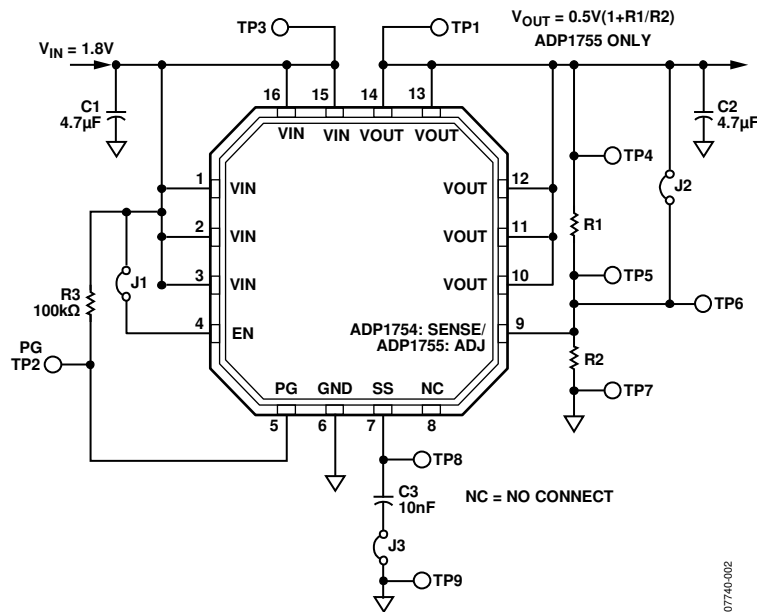 TP3
TP1
V_OUT = 0.5V(1+R1/R2)
ADP1755 ONLY
V_IN = 1.8V
16
15
14
13
C1
4.7µF
VIN
VIN
VOUT
VOUT
C2
4.7µF
TP4
J2
1
VIN
VOUT
12
2
VIN
VOUT
11
R1
J1
3
VIN
VOUT
10
TP5
R3
100kΩ
TP6
4
EN
ADP1754: SENSE/
ADP1755: ADJ
9
PG
TP2
R2
PG
GND
SS
NC
TP7
5
6
7
8
TP8
C3
10nF
NC = NO CONNECT
J3
TP9
07740-002